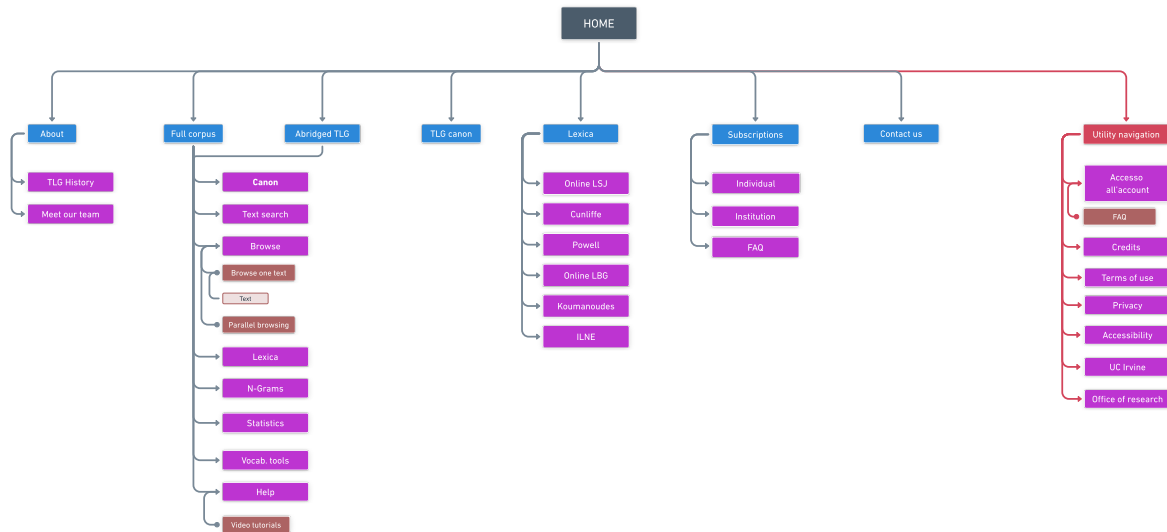 HOME
About
Full corpus
Abridged TLG
TLG canon
Lexica
Subscriptions
Contact us
Utility navigation
TLG History
Meet our team
Canon
Text search
Browse
Browse one text
Text
Parallel browsing
Lexica
N-Grams
Statistics
Vocab. tools
Help
Video tutorials
Online LSJ
Cunliffe
Powell
Online LBG
Koumanoudes
ILNE
Individual
Institution
FAQ
Accesso
all'account
FAQ
Credits
Terms of use
Privacy
Accessibility
UC Irvine
Office of research